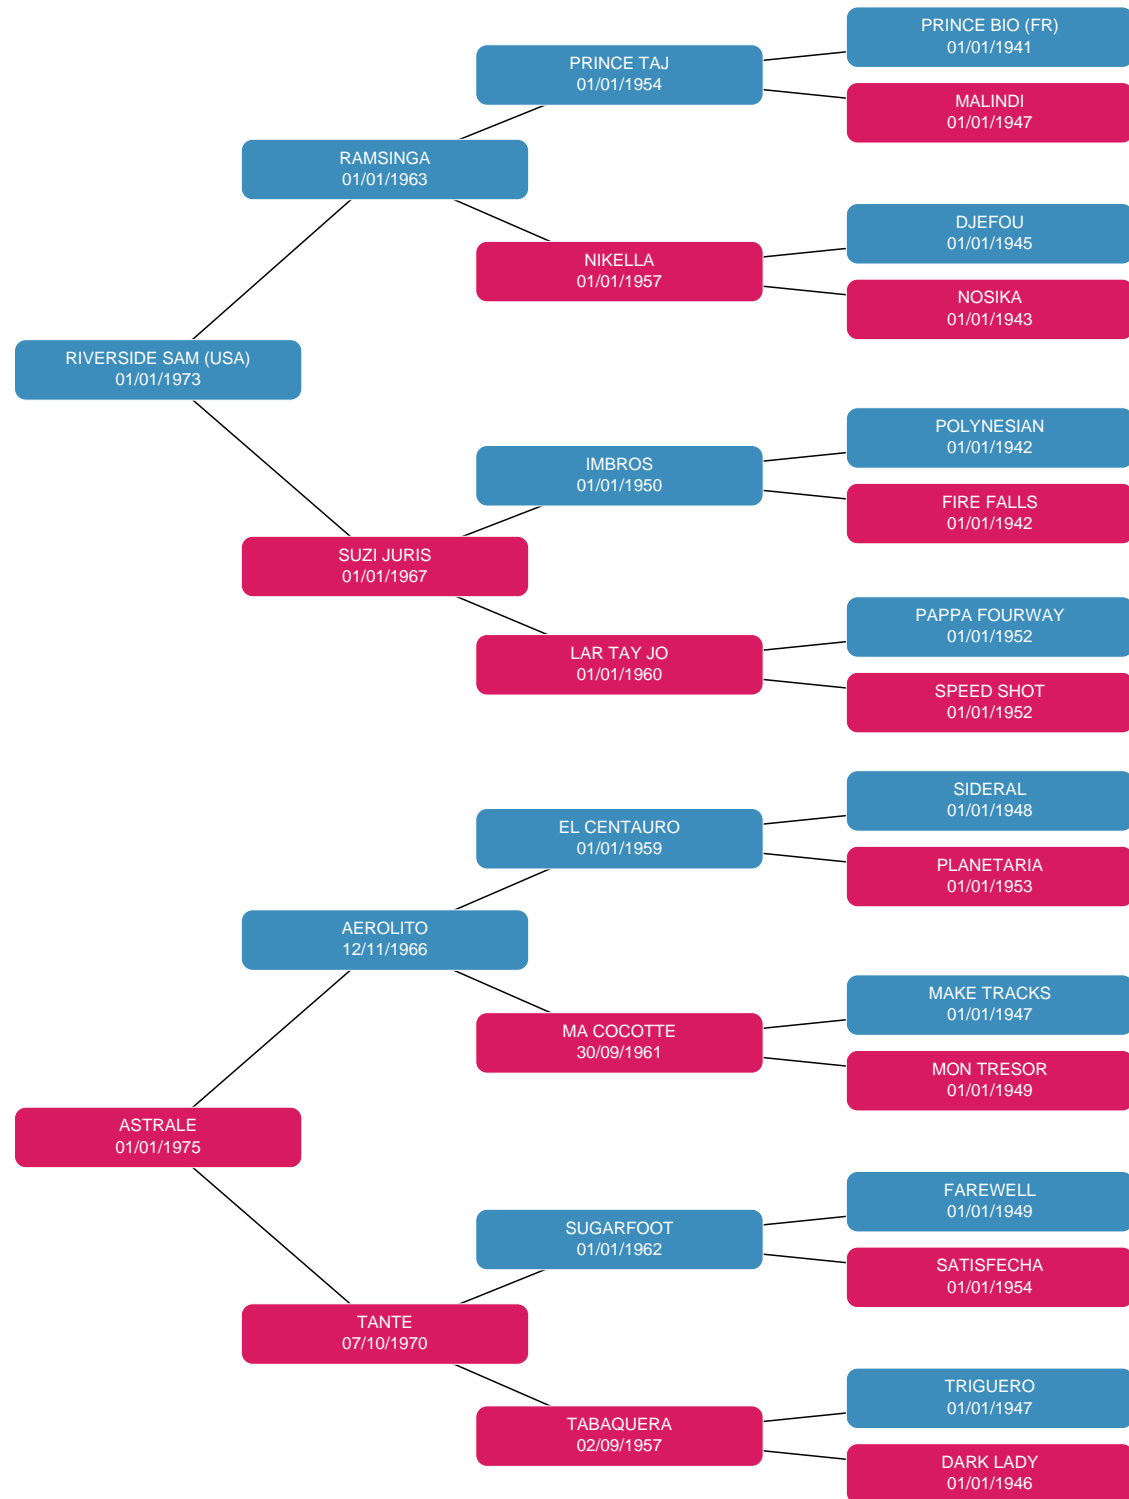 PRINCE BIO (FR)
01/01/1941
PRINCE TAJ
01/01/1954
MALINDI
01/01/1947
RAMSINGA
01/01/1963
DJEFOU
01/01/1945
NIKELLA
01/01/1957
NOSIKA
01/01/1943
RIVERSIDE SAM (USA)
01/01/1973
POLYNESIAN
01/01/1942
IMBROS
01/01/1950
FIRE FALLS
01/01/1942
SUZI JURIS
01/01/1967
PAPPA FOURWAY
01/01/1952
LAR TAY JO
01/01/1960
SPEED SHOT
01/01/1952
SIDERAL
01/01/1948
EL CENTAURO
01/01/1959
PLANETARIA
01/01/1953
AEROLITO
12/11/1966
MAKE TRACKS
01/01/1947
MA COCOTTE
30/09/1961
MON TRESOR
01/01/1949
ASTRALE
01/01/1975
FAREWELL
01/01/1949
SUGARFOOT
01/01/1962
SATISFECHA
01/01/1954
TANTE
07/10/1970
TRIGUERO
01/01/1947
TABAQUERA
02/09/1957
DARK LADY
01/01/1946